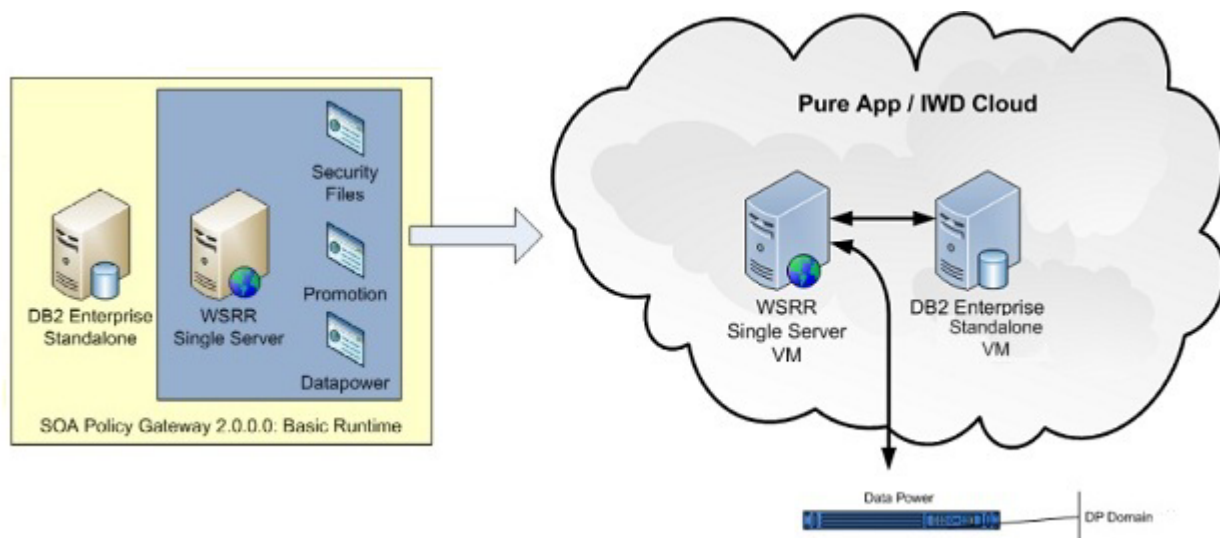 Security
Files
Promotion
Datapower
DB2 Enterprise
Standalone
WSRR
Single Server
SOA Policy Gateway 2.0.0.0: Basic Runtime
Pure App / IWD Cloud
WSRR
Single Server
VM
DB2 Enterprise
Standalone
VM
Data Power
DP Domain